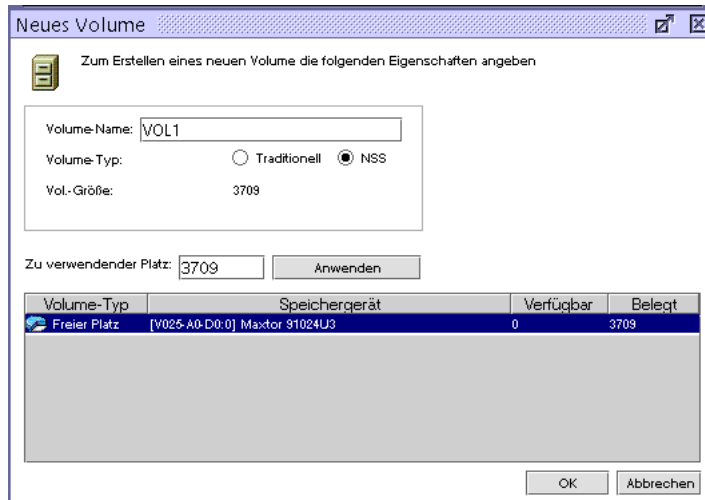 Neues Volume
Zum Erstellen eines neuen Volume die folgenden Eigenschaften angeben
Volume-Name: VOL1
Volume-Typ: Traditionell NSS
Vol.-Größe: 3709
Zu verwendender Platz: 3709 Anwenden
Volume-Typ Speichergerät Verfügbar Belegt
Freier Platz [V025-A0-D0:0] Maxtor 91024U3 0 3709
OK Abbrechen